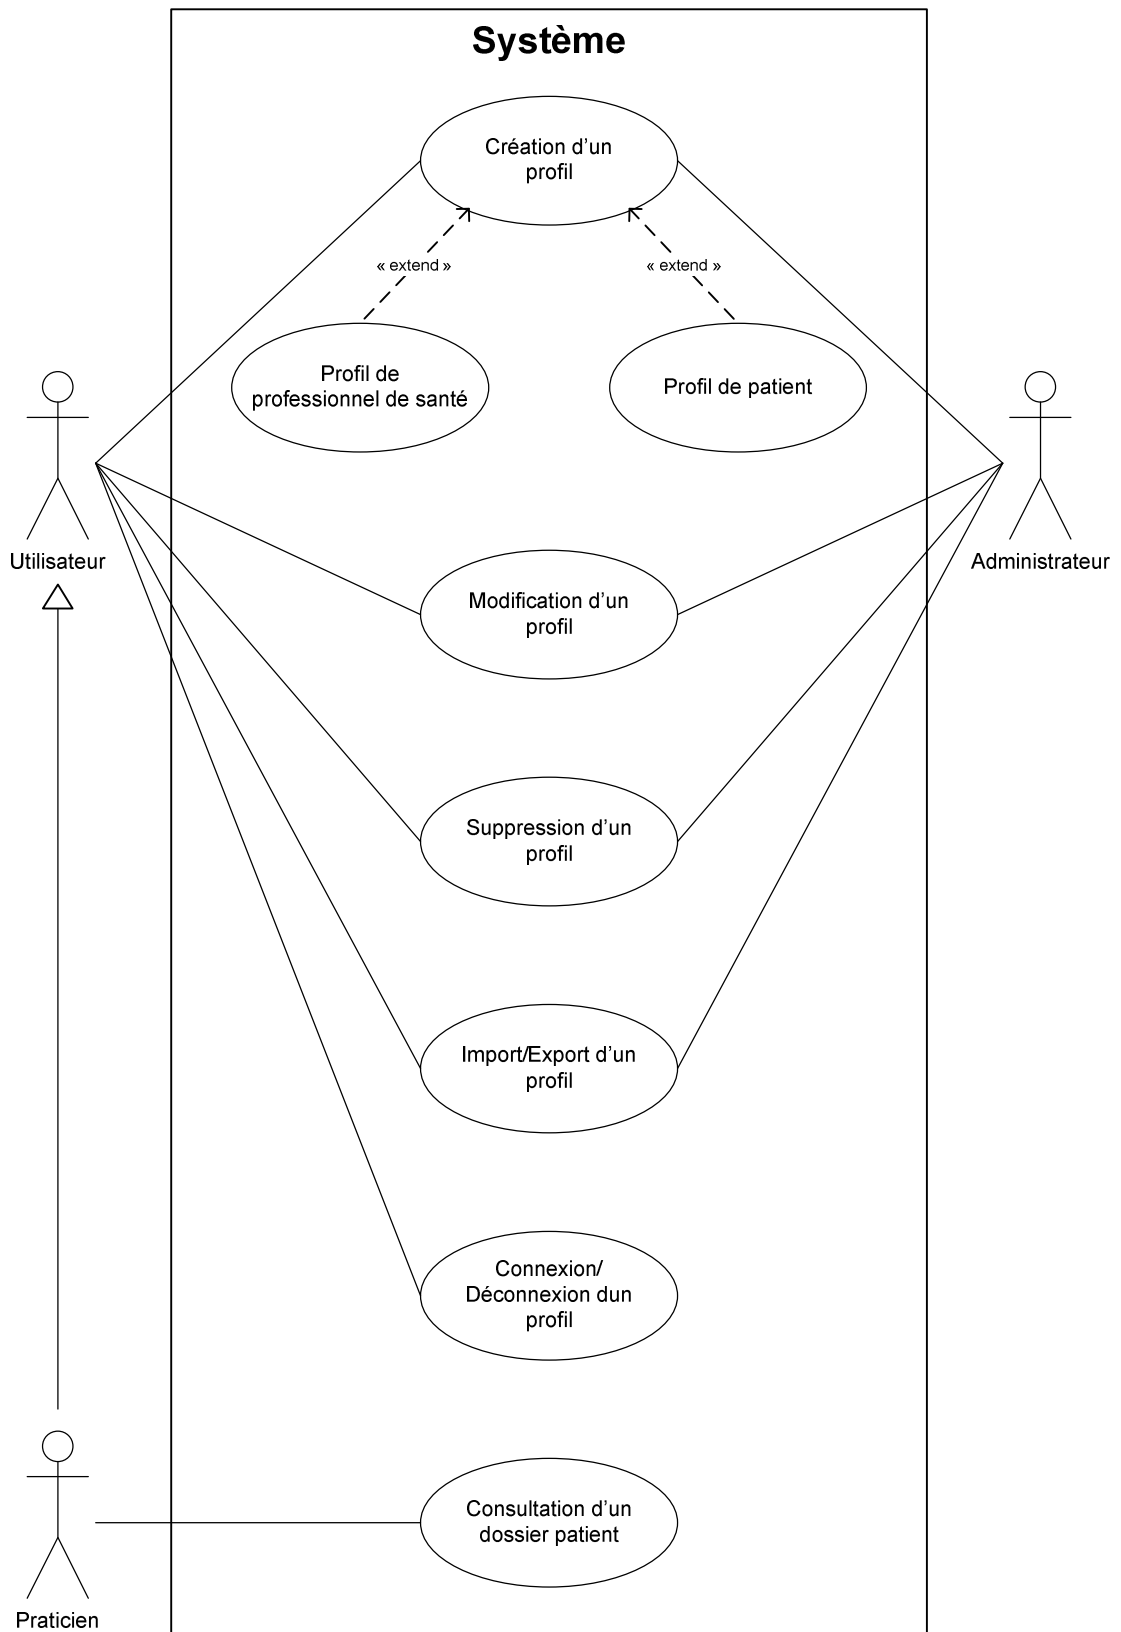 Système
Création d’un
profil
« extend »
« extend »
Profil de
professionnel de santé
Profil de patient
Utilisateur
Administrateur
Modification d’un
profil
Suppression d’un
profil
Import/Export d’un
profil
Connexion/
Déconnexion dun
profil
Consultation d’un
dossier patient
Praticien